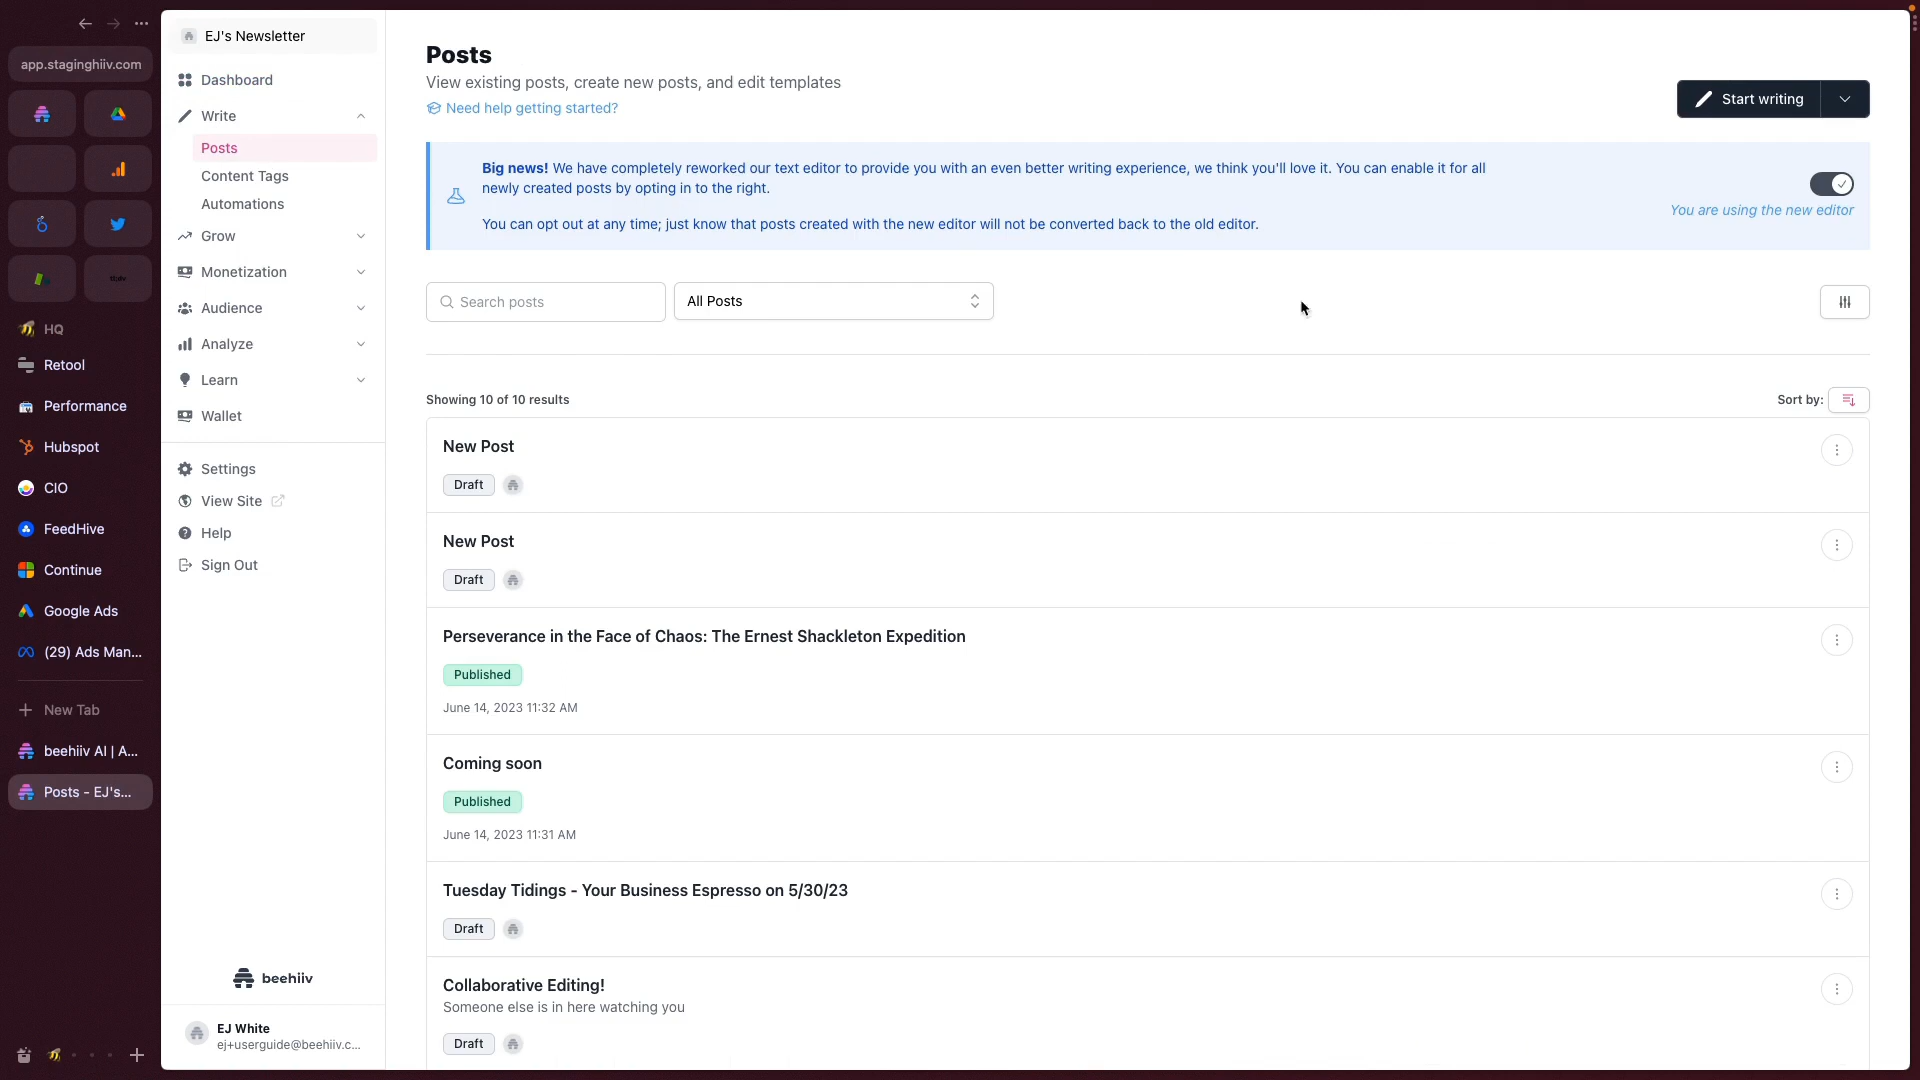 app.staginghiiv.com
HQ
Retool
Performance
Hubspot
CIO
FeedHive
Continue
Google Ads
(29) Ads Man...
New Tab
beehiiv AI | A...
Posts - EJ's...
EJ's Newsletter
Dashboard
Write
Posts
Content Tags
Automations
Grow
Monetization
Audience
Analyze
Learn
Wallet
Settings
View Site
Help
Sign Out
beehiiv
EJ White
ej+userguide@beehiiv.c...
Posts
View existing posts, create new posts, and edit templates
Need help getting started?
Start writing
Big news! We have completely reworked our text editor to provide you with an even better writing experience, we think you'll love it. You can enable it for all
newly created posts by opting in to the right.
You can opt out at any time; just know that posts created with the new editor will not be converted back to the old editor.
You are using the new editor
Search posts
All Posts
Showing 10 of 10 results
Sort by:
New Post
Draft
New Post
Draft
Perseverance in the Face of Chaos: The Ernest Shackleton Expedition
Published
June 14, 2023 11:32 AM
Coming soon
Published
June 14, 2023 11:31 AM
Tuesday Tidings - Your Business Espresso on 5/30/23
Draft
Collaborative Editing!
Someone else is in here watching you
Draft